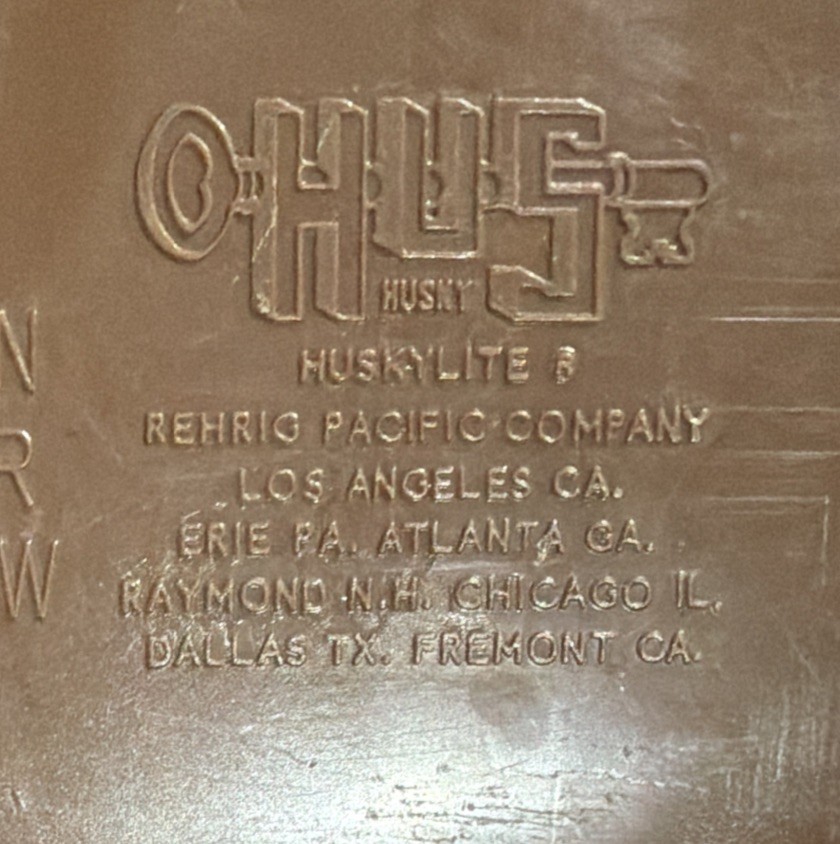 HUS
HUSKY
HUSKYLITE B
REHRIG PACIFIC COMPANY
LOS ANGELES CA.
ERIE PA. ATLANTA GA.
RAYMOND N.H. CHICAGO IL.
DALLAS TX. FREMONT CA.
N
R
W